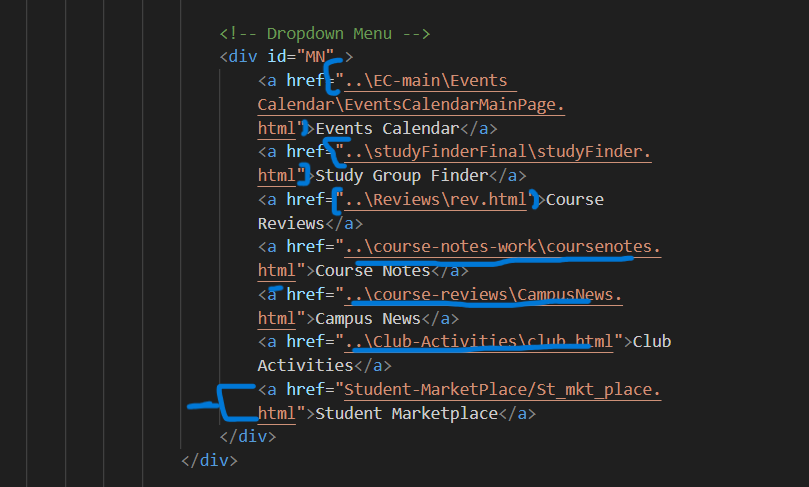 <!-- Dropdown Menu -->
<div id="MN" >
<a href="..\EC-main\Events
Calendar\EventsCalendarMainPage.
html">Events Calendar</a>
<a href="..\studyFinderFinal\studyFinder.
html">Study Group Finder</a>
<a href="..\Reviews\rev.html">Course
Reviews</a>
<a href="..\course-notes-work\coursenotes.
html">Course Notes</a>
<a href="..\course-reviews\CampusNews.
html">Campus News</a>
<a href="..\Club-Activities\club.html">Club
Activities</a>
<a href="Student-MarketPlace/St_mkt_place.
html">Student Marketplace</a>
</div>
</div>